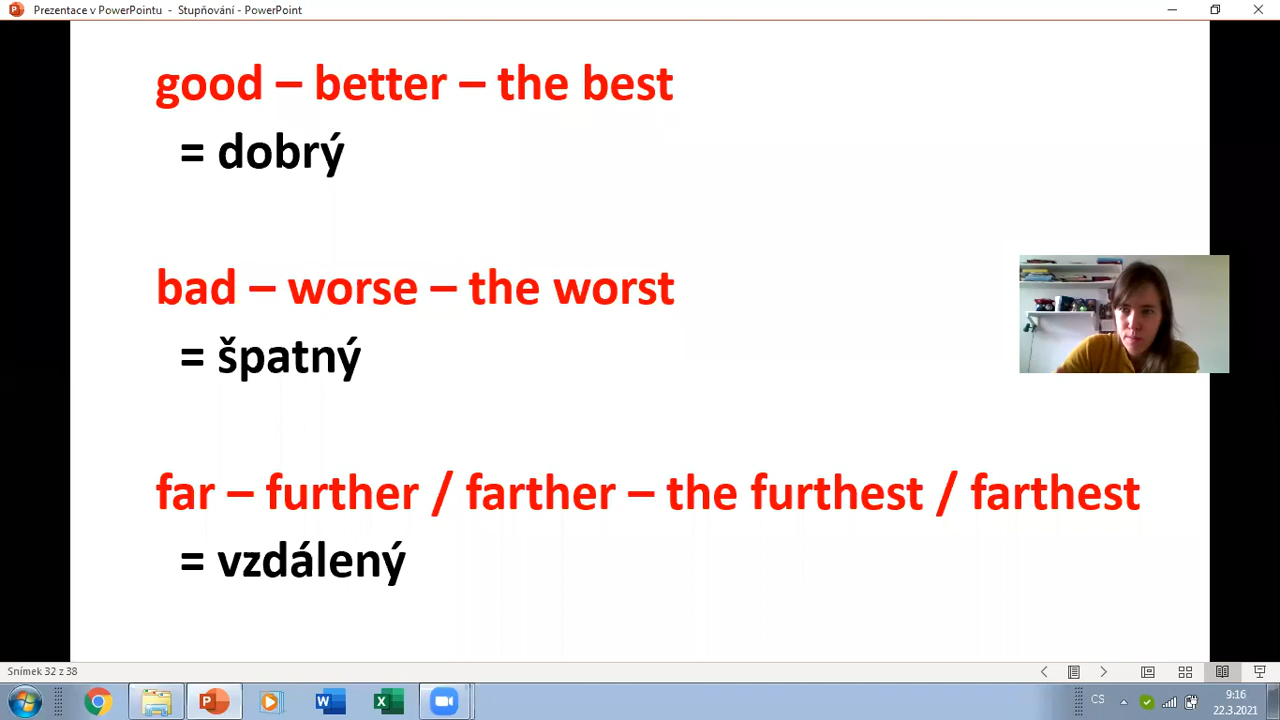 Prezentace v PowerPointu - Stupňování - PowerPoint
good – better – the best
= dobrý
bad – worse – the worst
= špatný
far – further / farther – the furthest / farthest
= vzdálený
Snímek 32 z 38
CS
9:16
22.3.2021